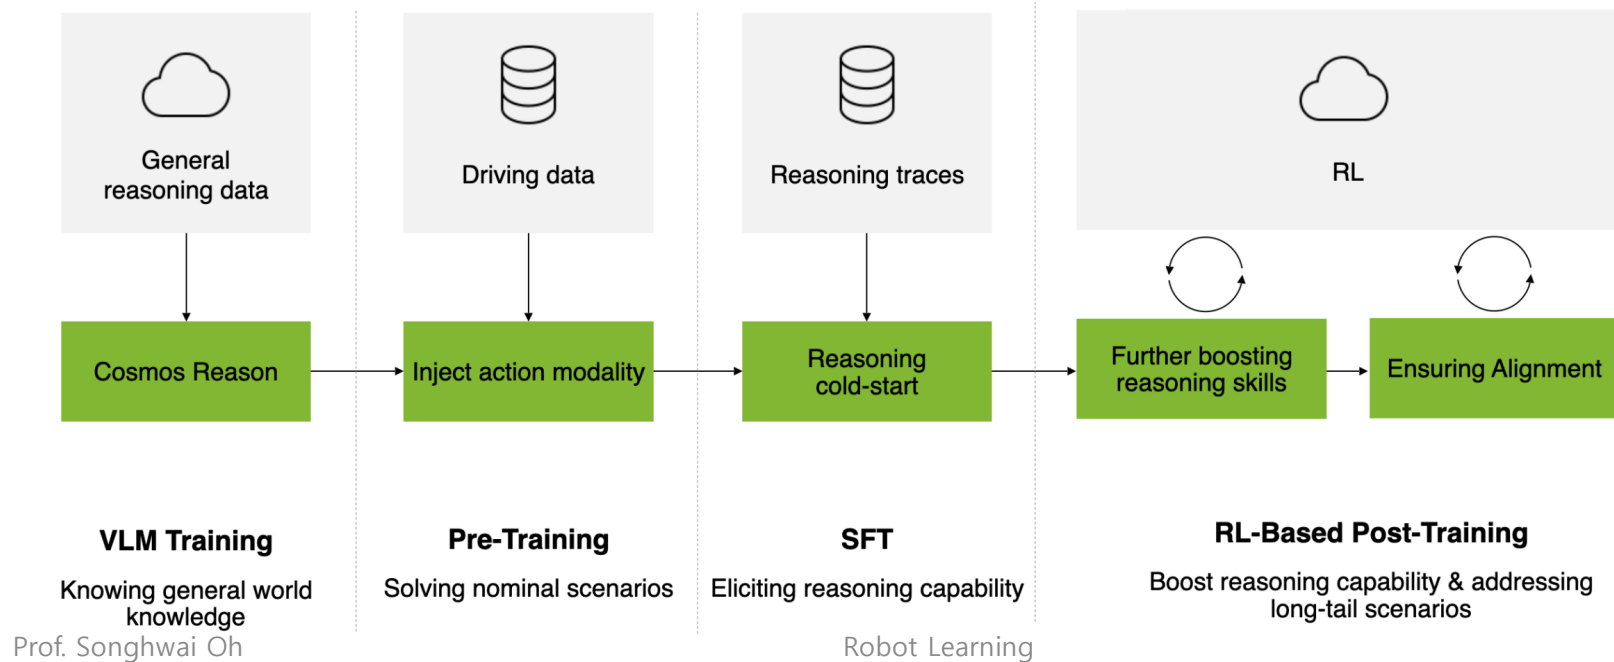 General
reasoning data
Driving data
Reasoning traces
RL
Cosmos Reason
Inject action modality
Reasoning
cold-start
Further boosting
reasoning skills
Ensuring Alignment
VLM Training
Knowing general world
knowledge
Pre-Training
Solving nominal scenarios
SFT
Eliciting reasoning capability
RL-Based Post-Training
Boost reasoning capability & addressing
long-tail scenarios
Prof. Songhwai Oh
Robot Learning